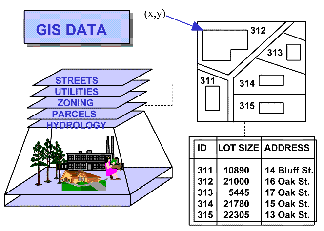 GIS DATA
(x,y)
312
313
311
314
315
STREETS
UTILITIES
ZONING
PARCELS
HYDROLOGY
ID LOT SIZE ADDRESS
311 10890 14 Bluff St.
312 21000 16 Oak St.
313 5445 17 Oak St.
314 21780 15 Oak St.
315 22305 13 Oak St.